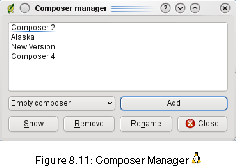 Composer manager
Composer 2
Alaska
New Version
Composer 4
Empty composer
Add
Show
Remove
Rename
Close
Figure 8.11: Composer Manager